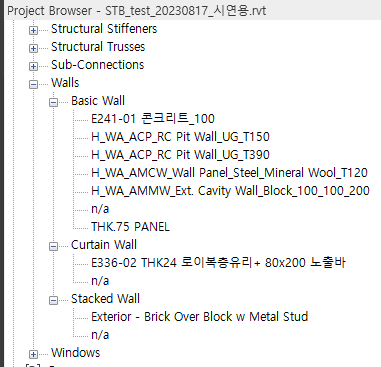 Project Browser - STB_test_20230817_시연용.rvt
Structural Stiffeners
Structural Trusses
Sub-Connections
Walls
Basic Wall
E241-01 콘크리트_100
H_WA_ACP_RC Pit Wall_UG_T150
H_WA_ACP_RC Pit Wall_UG_T390
H_WA_AMCW_Wall Panel_Steel_Mineral Wool_T120
H_WA_AMMW_Ext. Cavity Wall_Block_100_100_200
n/a
THK.75 PANEL
Curtain Wall
E336-02 THK24 로이복층유리+ 80x200 노출바
n/a
Stacked Wall
Exterior - Brick Over Block w Metal Stud
n/a
Windows